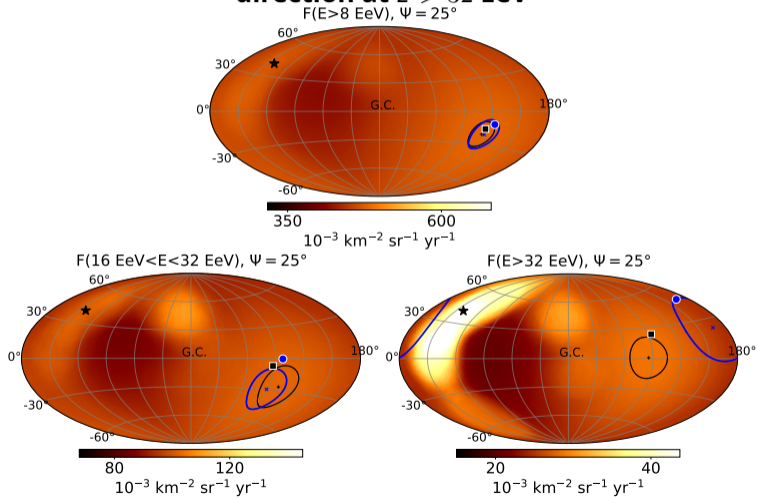 F(E>8 EeV), Ψ = 25°
60°
30°
0°
-30°
-60°
G.C.
180°
350 600
10⁻³ km⁻² sr⁻¹ yr⁻¹
F(16 EeV<E<32 EeV), Ψ = 25°
60°
30°
0°
-30°
-60°
G.C.
180°
80 120
10⁻³ km⁻² sr⁻¹ yr⁻¹
F(E>32 EeV), Ψ = 25°
60°
30°
0°
-30°
-60°
G.C.
180°
20 40
10⁻³ km⁻² sr⁻¹ yr⁻¹